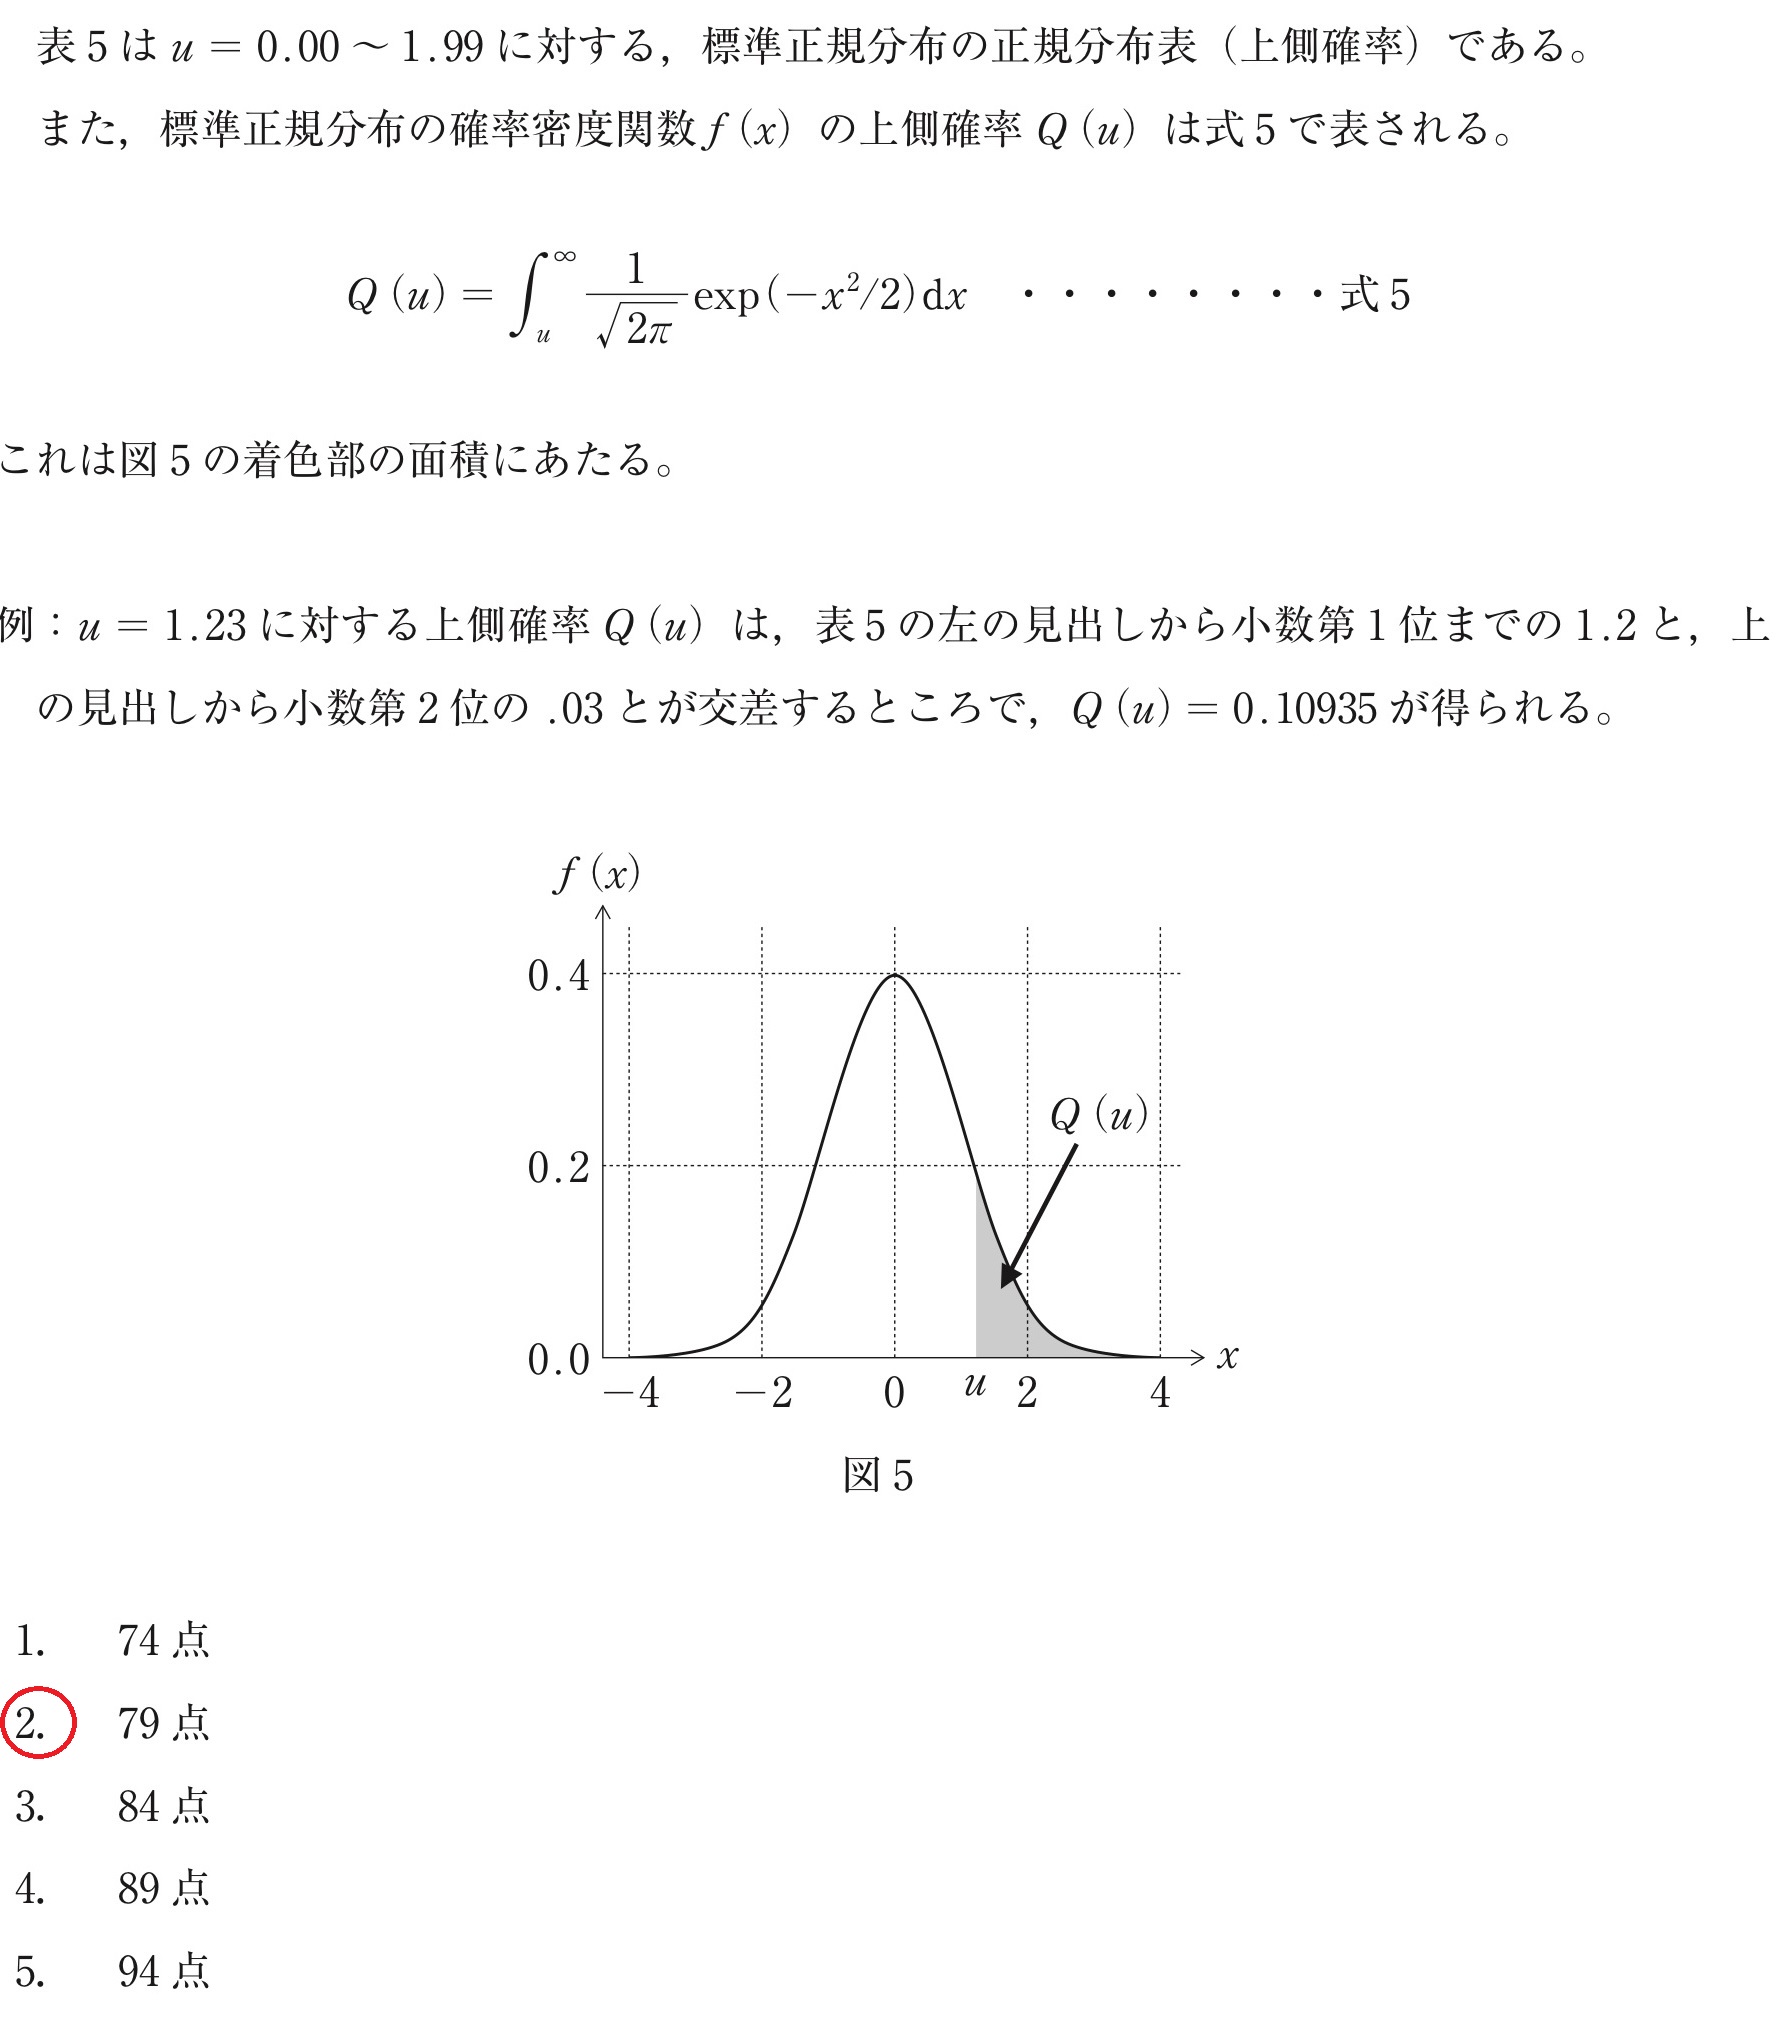 表 5 は u = 0.00 ～ 1.99 に対する，標準正規分布の正規分布表（上側確率）である。
また，標準正規分布の確率密度関数 f (x) の上側確率 Q (u) は式 5 で表される。
Q (u) = ∫_u^∞ 1/√2π exp(−x²/2)dx ・・・・・・・・式 5
これは図 5 の着色部の面積にあたる。
例：u = 1.23 に対する上側確率 Q (u) は，表 5 の左の見出しから小数第 1 位までの 1.2 と，上
の見出しから小数第 2 位の .03 とが交差するところで，Q (u) = 0.10935 が得られる。
f (x)
0.4
Q (u)
0.2
0.0
x
−4 −2 0 u 2 4
図 5
1. 74 点
2. 79 点
3. 84 点
4. 89 点
5. 94 点